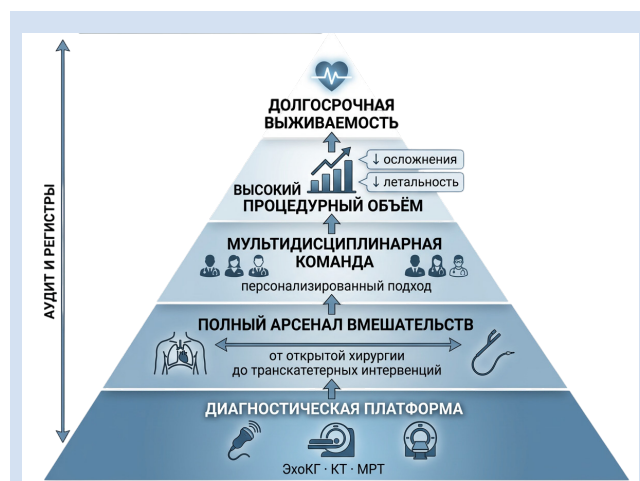 ДОЛГОСРОЧНАЯ
ВЫЖИВАЕМОСТЬ
↓ осложнения
↓ летальность
ВЫСОКИЙ
ПРОЦЕДУРНЫЙ ОБЪЁМ
МУЛЬТИДИСЦИПЛИНАРНАЯ
КОМАНДА
персонализированный подход
ПОЛНЫЙ АРСЕНАЛ ВМЕШАТЕЛЬСТВ
от открытой хирургии
до транскатетерных интервенций
ДИАГНОСТИЧЕСКАЯ ПЛАТФОРМА
ЭхоКГ · КТ · МРТ
АУДИТ И РЕГИСТРЫ